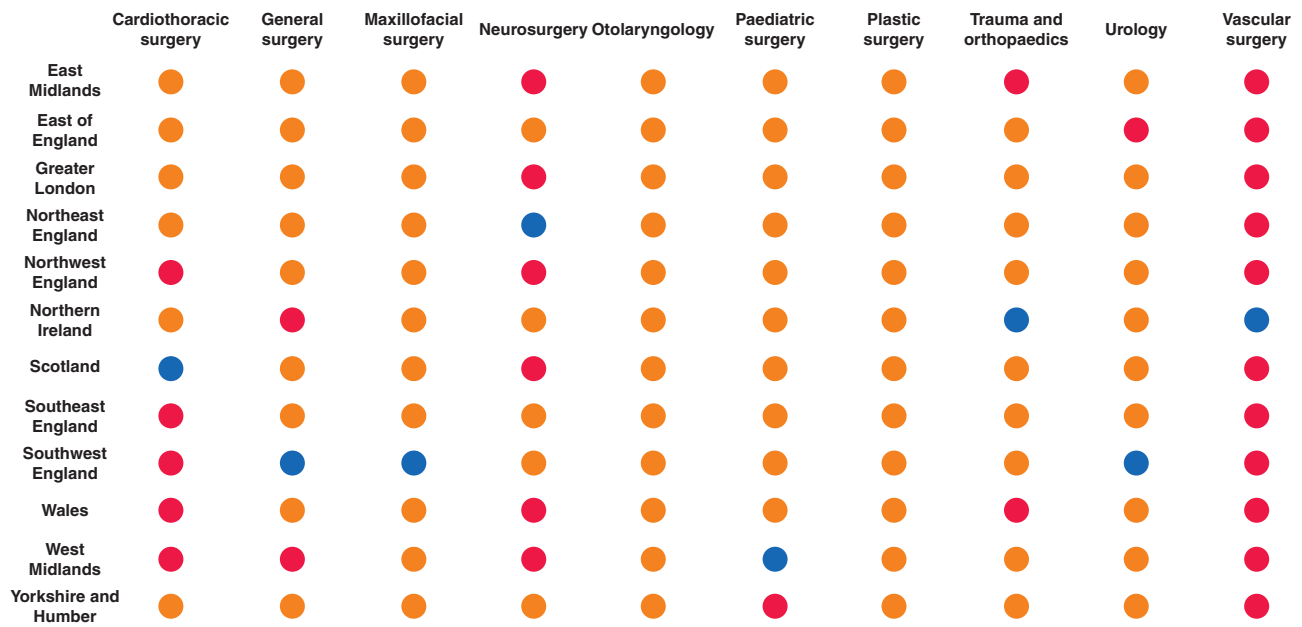 Cardiothoracic
surgery
General
surgery
Maxillofacial
surgery
Neurosurgery
Otolaryngology
Paediatric
surgery
Plastic
surgery
Trauma and
orthopaedics
Urology
Vascular
surgery
East
Midlands
East of
England
Greater
London
Northeast
England
Northwest
England
Northern
Ireland
Scotland
Southeast
England
Southwest
England
Wales
West
Midlands
Yorkshire and
Humber